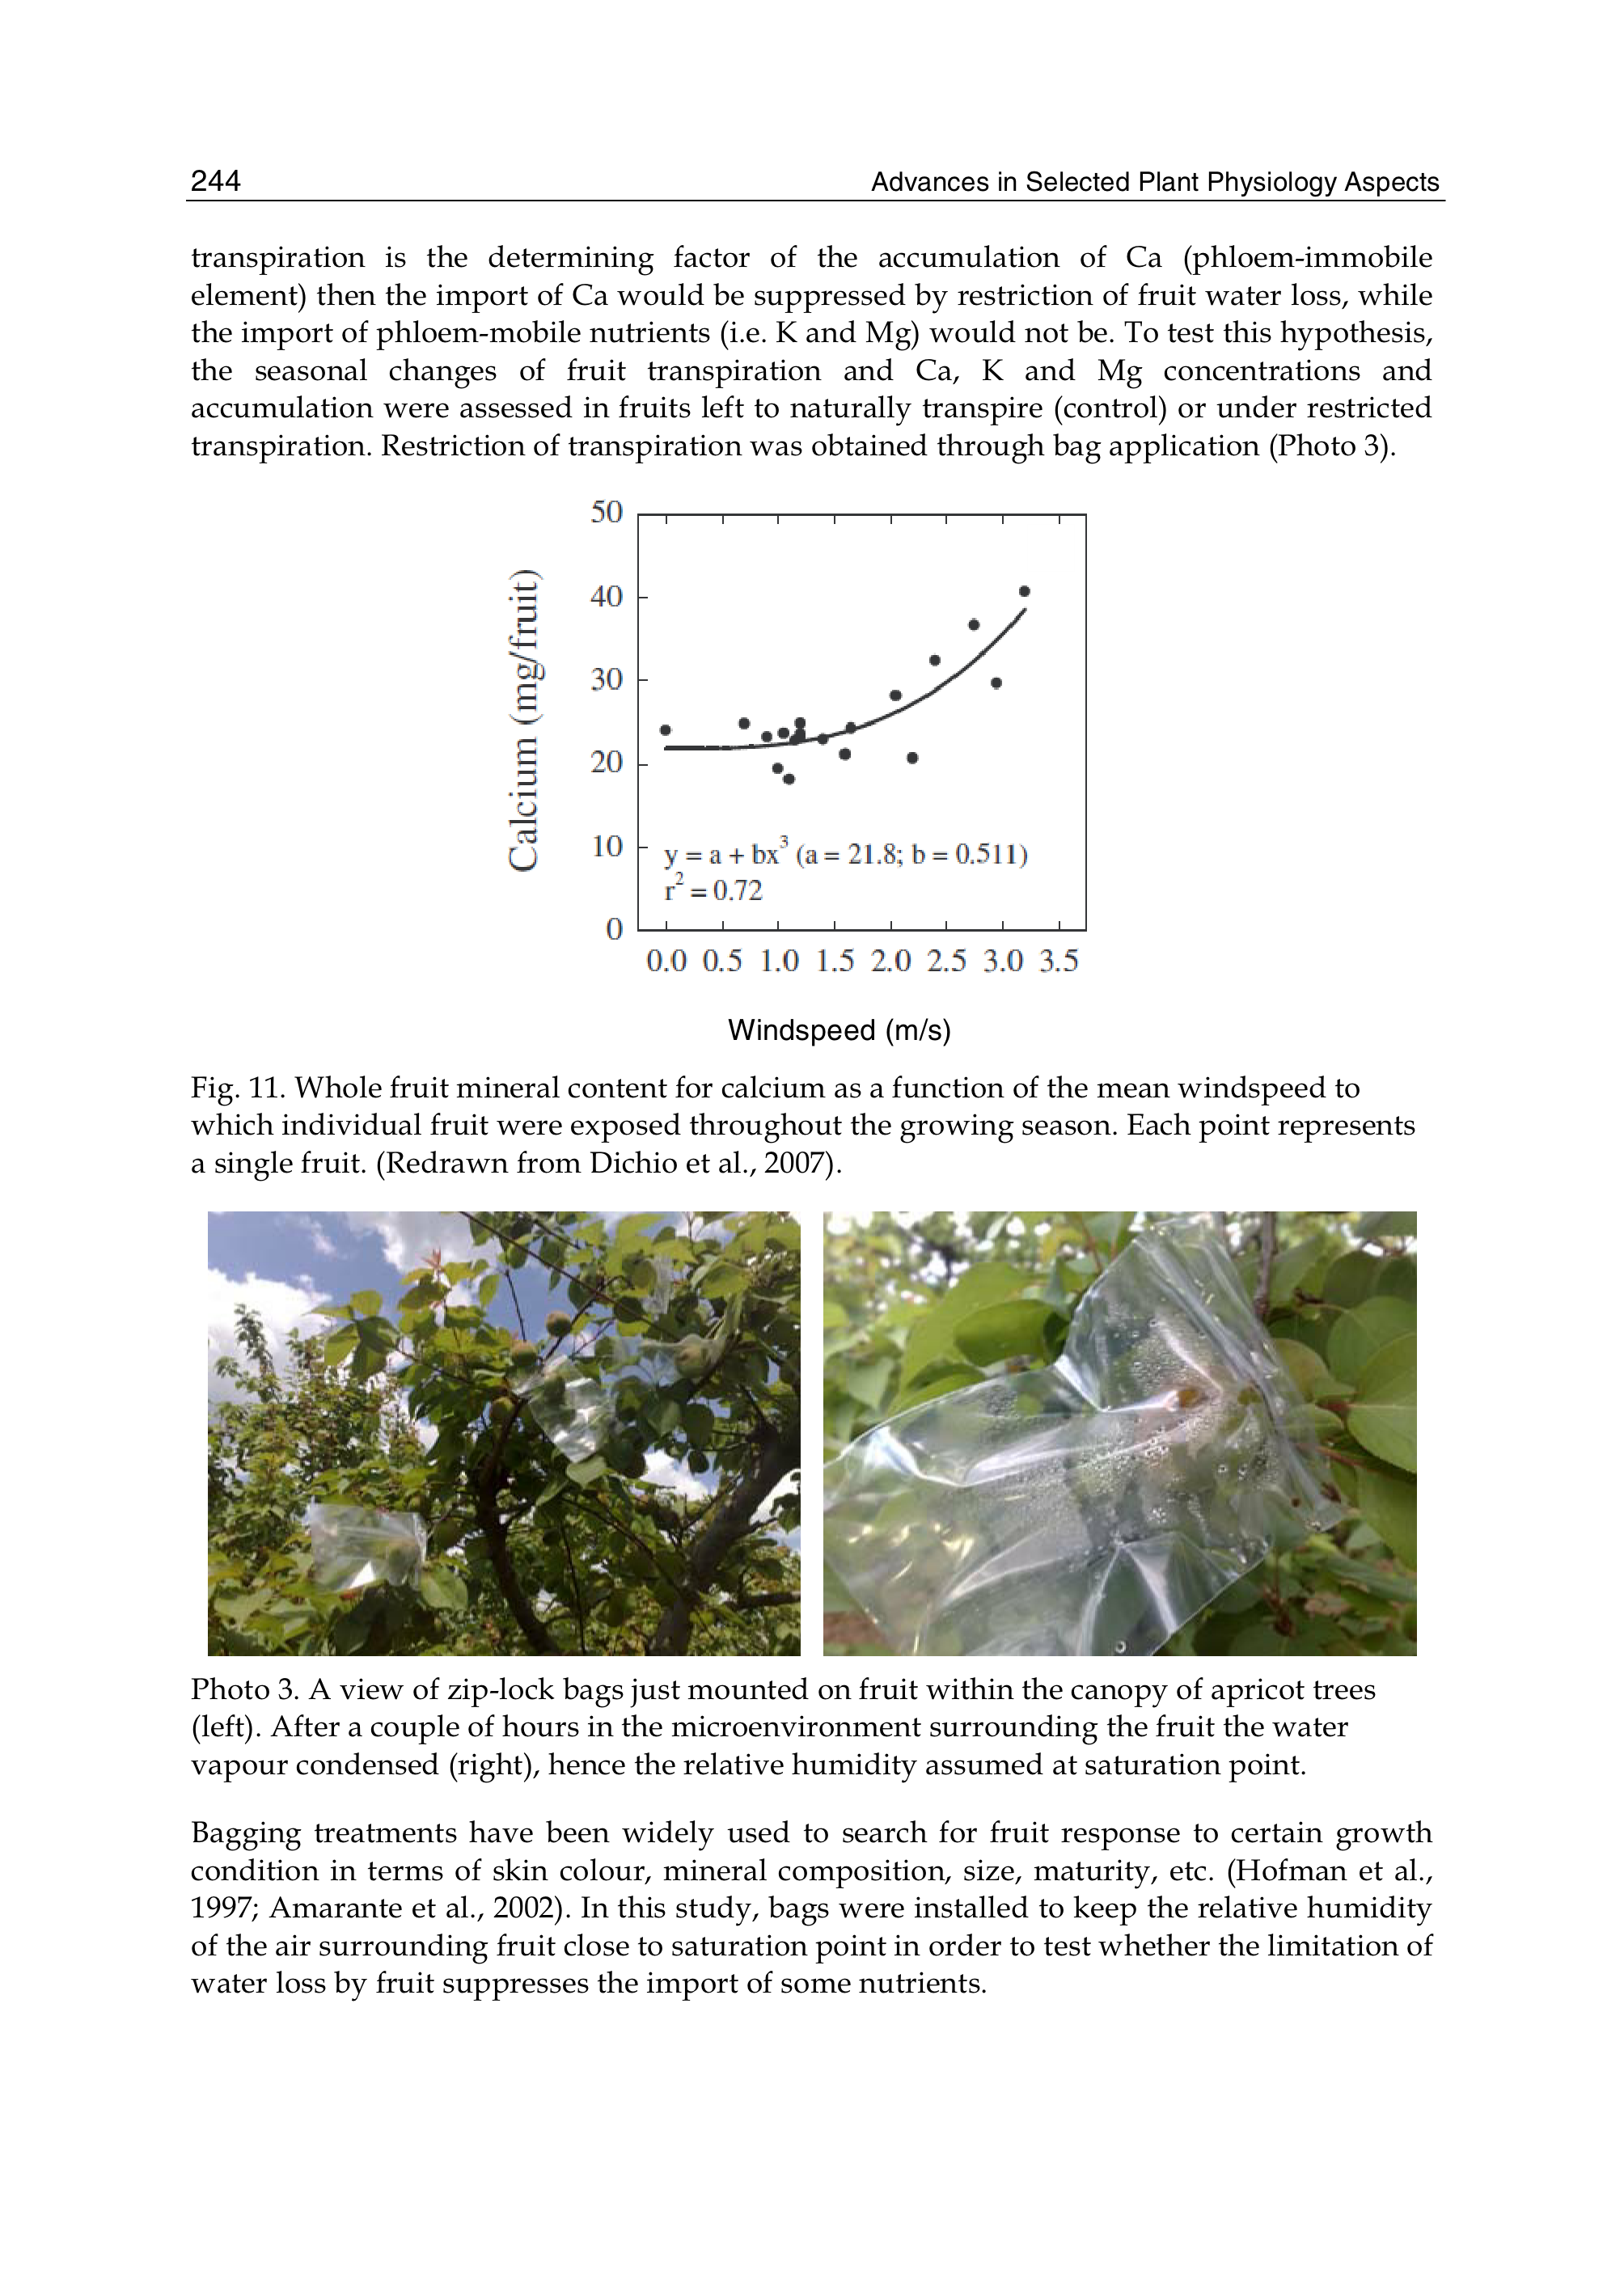 244
Advances in Selected Plant Physiology Aspects
transpiration is the determining factor of the accumulation of Ca (phloem-immobile
element) then the import of Ca would be suppressed by restriction of fruit water loss, while
the import of phloem-mobile nutrients (i.e. K and Mg) would not be. To test this hypothesis,
the seasonal changes of fruit transpiration and Ca, K and Mg concentrations and
accumulation were assessed in fruits left to naturally transpire (control) or under restricted
transpiration. Restriction of transpiration was obtained through bag application (Photo 3).
50
40
30
20
10
0
Calcium (mg/fruit)
y = a + bx³ (a = 21.8; b = 0.511)
r² = 0.72
0.0 0.5 1.0 1.5 2.0 2.5 3.0 3.5
Windspeed (m/s)
Fig. 11. Whole fruit mineral content for calcium as a function of the mean windspeed to
which individual fruit were exposed throughout the growing season. Each point represents
a single fruit. (Redrawn from Dichio et al., 2007).
Photo 3. A view of zip-lock bags just mounted on fruit within the canopy of apricot trees
(left). After a couple of hours in the microenvironment surrounding the fruit the water
vapour condensed (right), hence the relative humidity assumed at saturation point.
Bagging treatments have been widely used to search for fruit response to certain growth
condition in terms of skin colour, mineral composition, size, maturity, etc. (Hofman et al.,
1997; Amarante et al., 2002). In this study, bags were installed to keep the relative humidity
of the air surrounding fruit close to saturation point in order to test whether the limitation of
water loss by fruit suppresses the import of some nutrients.